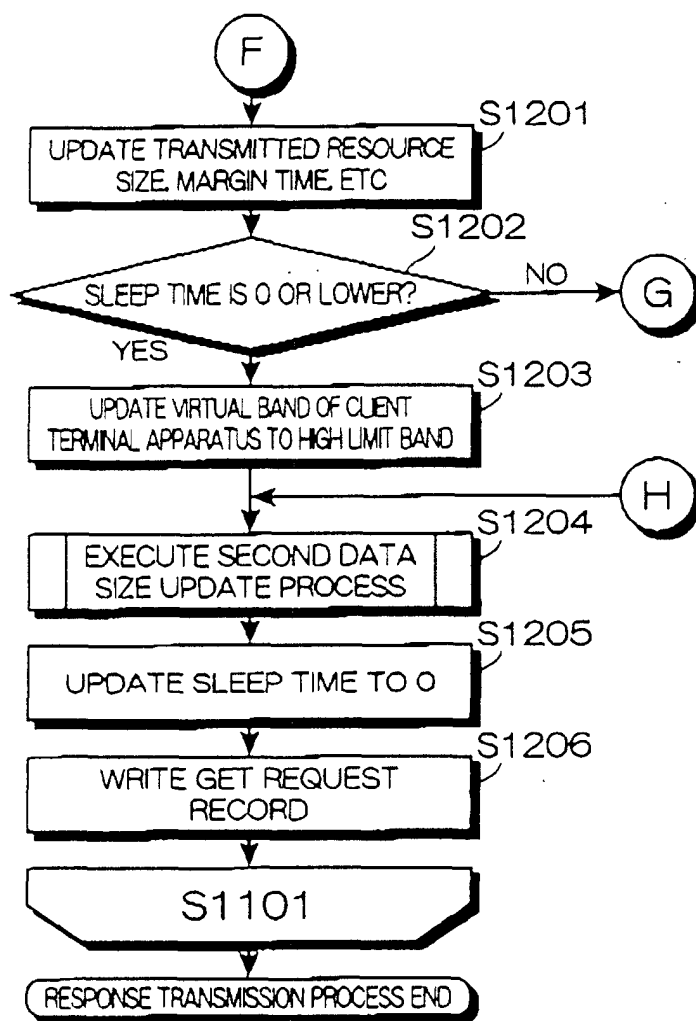 F
S1201
UPDATE TRANSMITTED RESOURCE
SIZE, MARGIN TIME, ETC
S1202
SLEEP TIME IS 0 OR LOWER?
NO
G
YES
S1203
UPDATE VIRTUAL BAND OF CLIENT
TERMINAL APPARATUS TO HIGH LIMIT BAND
H
S1204
EXECUTE SECOND DATA
SIZE UPDATE PROCESS
S1205
UPDATE SLEEP TIME TO 0
S1206
WRITE GET REQUEST
RECORD
S1101
RESPONSE TRANSMISSION PROCESS END